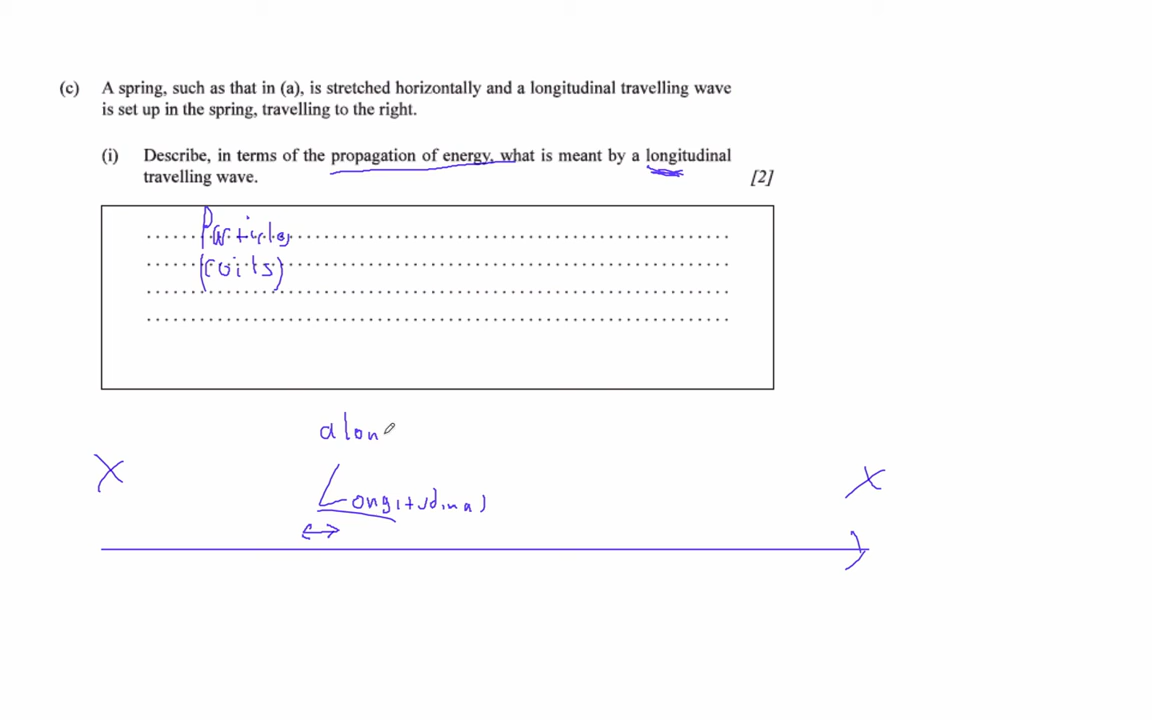 (c) A spring, such as that in (a), is stretched horizontally and a longitudinal travelling wave
is set up in the spring, travelling to the right.
(i) Describe, in terms of the propagation of energy, what is meant by a longitudinal
travelling wave. [2]
Particles
(coils)
alon
X X
Longitudinal